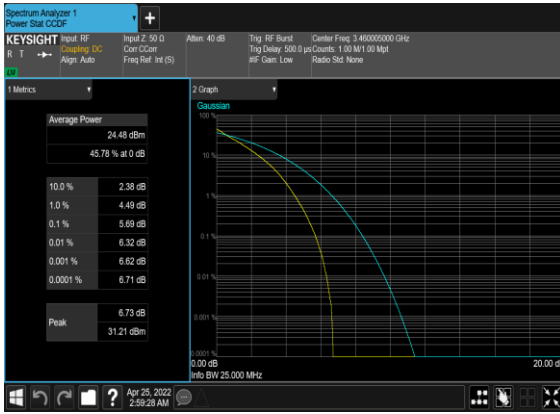 Spectrum Analyzer 1
Power Stat CCDF
KEYSIGHT
R T
Input: RF
Coupling: DC
Align: Auto
Input Z: 50 Ω
Corr CCorr
Freq Ref: Int (S)
Atten: 40 dB
Trig: RF Burst
Trig Delay: 500.0 µs
#IF Gain: Low
Center Freq: 3.460005000 GHz
Counts: 1.00 M/1.00 Mpt
Radio Std: None
1 Metrics
Average Power
24.48 dBm
45.78 % at 0 dB
10.0 % 2.38 dB
1.0 % 4.49 dB
0.1 % 5.69 dB
0.01 % 6.32 dB
0.001 % 6.62 dB
0.0001 % 6.71 dB
Peak
6.73 dB
31.21 dBm
2 Graph
Gaussian
100 %
10 %
1 %
0.1 %
0.01 %
0.001 %
0.0001 %
0.00 dB
20.00 d
Info BW 25.000 MHz
?
Apr 25, 2022
2:59:28 AM